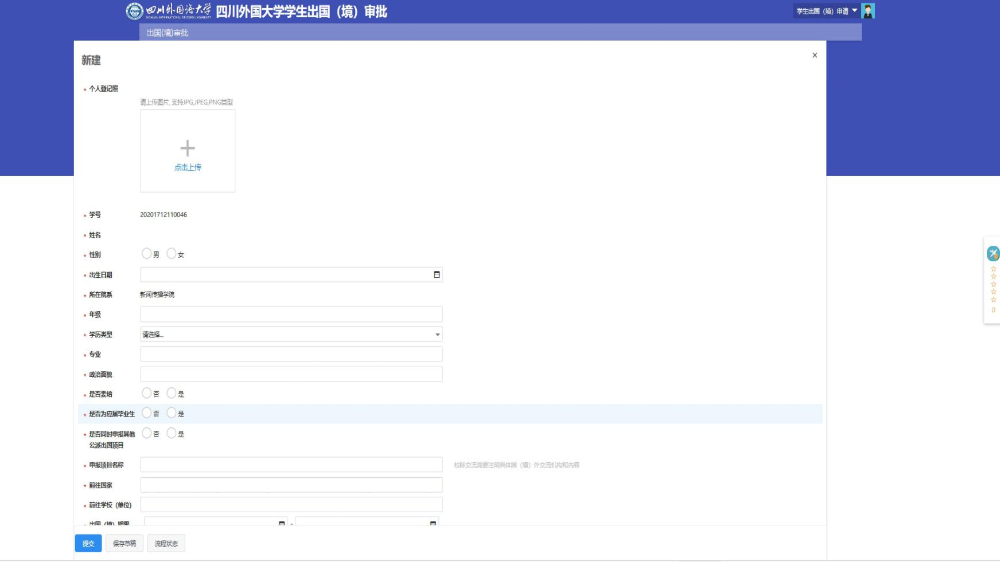 四川外国语大学 四川外国大学学生出国（境）审批
SICHUAN INTERNATIONAL STUDIES UNIVERSITY
学生出国（境）申请
出国(境)审批
新建
x
* 个人登记照
请上传图片, 支持JPG,JPEG,PNG类型
点击上传
* 学号 20201712110046
* 姓名
* 性别 男 女
* 出生日期
* 所在院系 新闻传播学院
* 年级
* 学历类型 请选择...
* 专业
* 政治面貌
* 是否委培 否 是
* 是否为应届毕业生 否 是
* 是否同时申报其他 否 是
公派出国项目
* 申报项目名称 校际交流需要注明具体国（境）外交流机构和内容
* 前往国家
* 前往学校（单位）
* 出国（境）期限 -
0
提交 保存草稿 流程状态